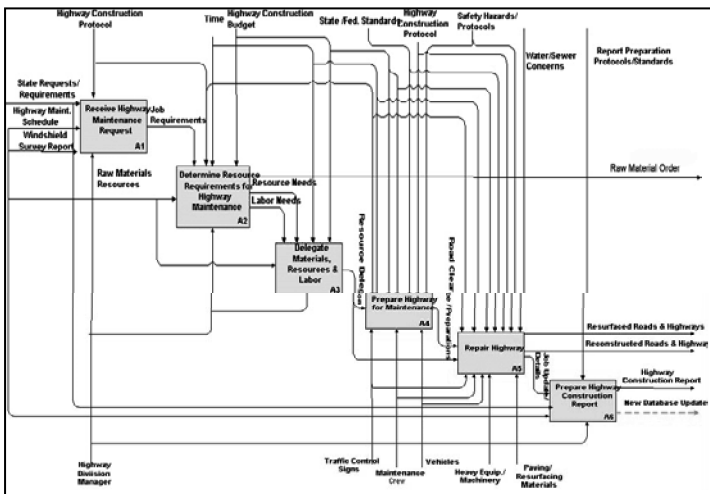 Highway Construction
Protocol
Time
Highway Construction
Budget
State /Fed. Standards
Highway
Construction
Protocol
Safety Hazards/
Protocols
Water/Sewer
Concerns
Report Preparation
Protocols/Standards
State Requests/
Requirements
Highway Maint.
Schedule
Windshield
Survey Report
Receive Highway
Maintenance
Request
A1
Job
Requirements
Raw Materials
Resources
Raw Material Order
Determine Resource
Requirements for
Highway
Maintenance
A2
Resource Needs
Labor Needs
Delegate
Materials,
Resources &
Labor
A3
Resource Delegation
Prepare Highway
for Maintenance
A4
Road Clearance/Preparations
Repair Highway
A5
Resurfaced Roads & Highways
Reconstructed Roads & Highway
Job Update/
Details
Prepare Highway
Construction
Report
A6
Highway
Construction Report
New Database Update
Highway
Division
Manager
Traffic Control
Signs
Maintenance
Crew
Vehicles
Heavy Equip./
Machinery
Paving/
Resurfacing
Materials